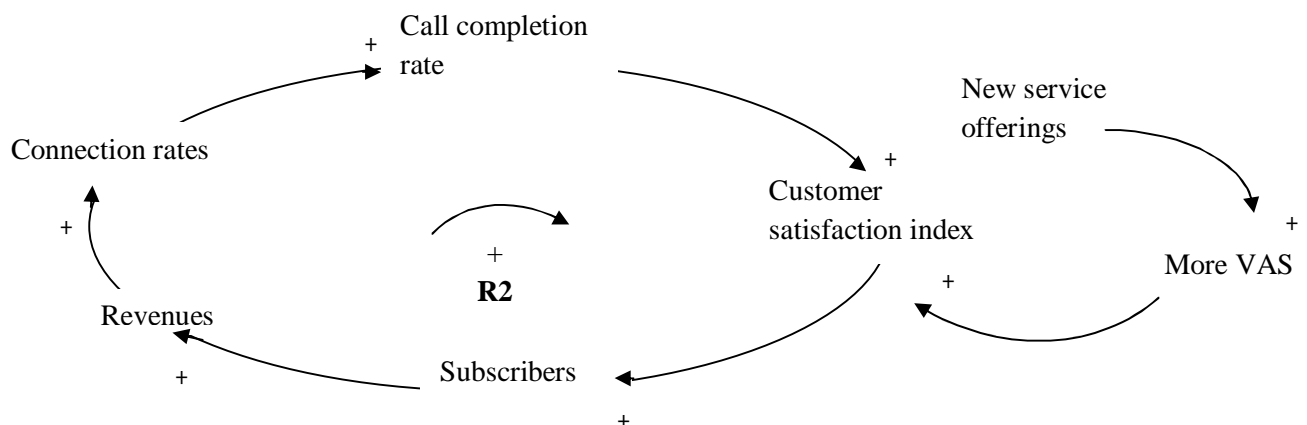 Call completion
rate
+
New service
offerings
Connection rates
+
Customer
satisfaction index
+
+
+
R2
+
More VAS
+
Revenues
Subscribers
+
+